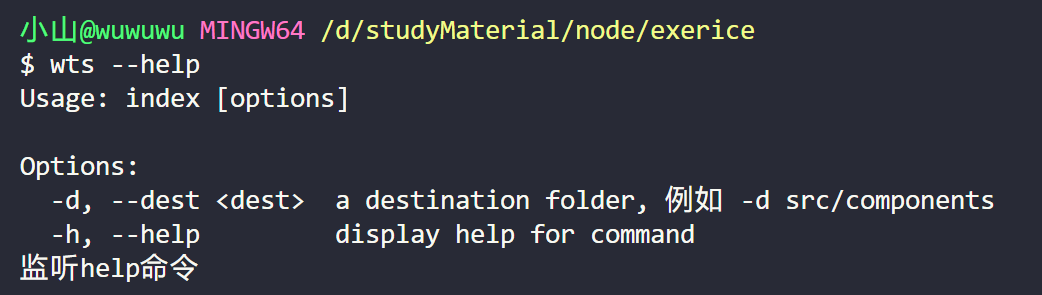 小山@wuwuwu MINGW64 /d/studyMaterial/node/exerice
$ wts --help
Usage: index [options]
Options:
-d, --dest <dest> a destination folder, 例如 -d src/components
-h, --help display help for command
监听help命令